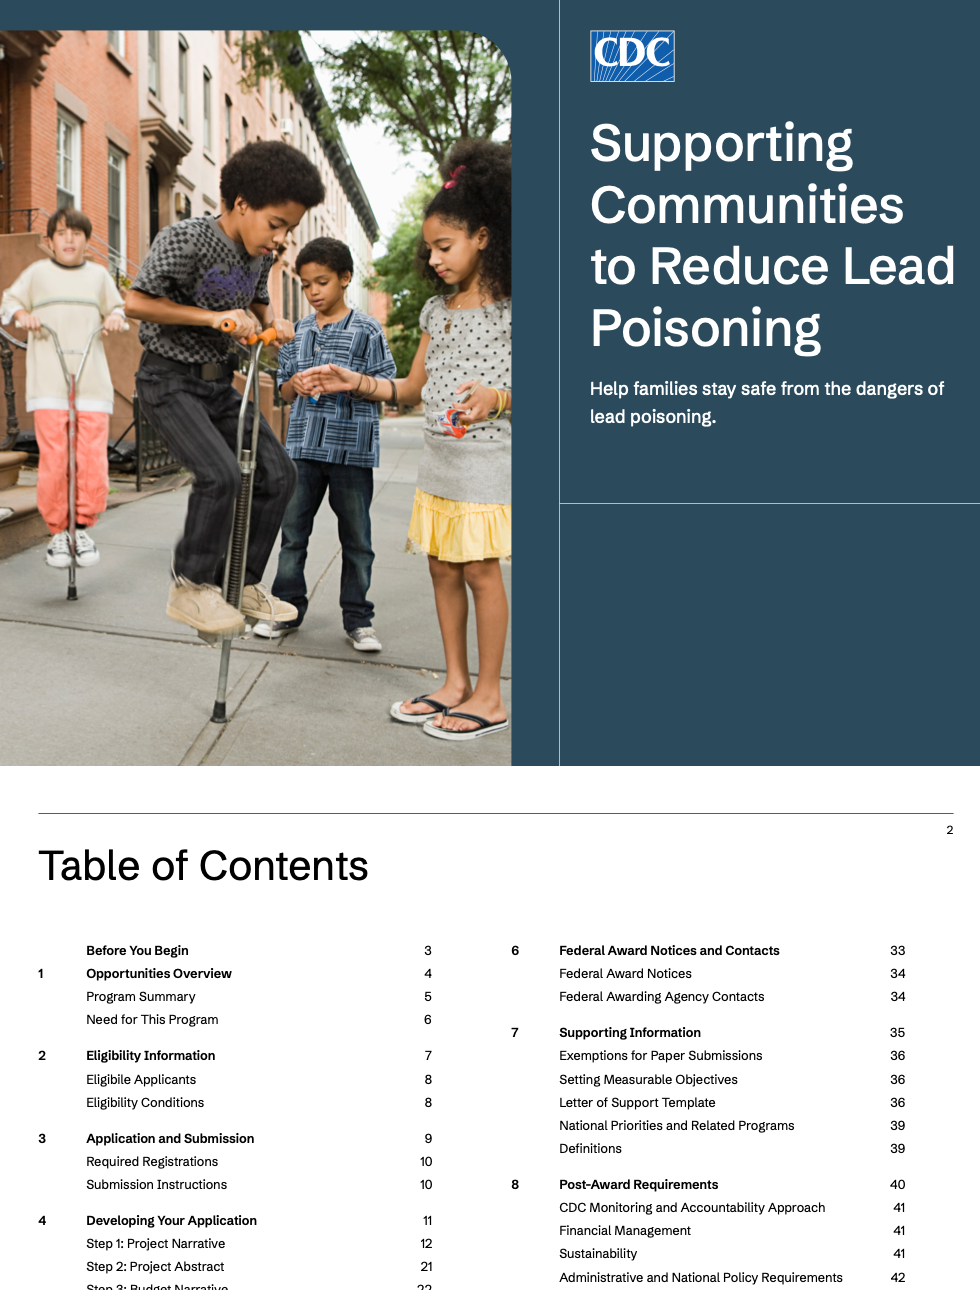 CDC
Supporting
Communities
to Reduce Lead
Poisoning
Help families stay safe from the dangers of
lead poisoning.
2
Table of Contents
Before You Begin 3
1 Opportunities Overview 4
Program Summary 5
Need for This Program 6
2 Eligibility Information 7
Eligibile Applicants 8
Eligibility Conditions 8
3 Application and Submission 9
Required Registrations 10
Submission Instructions 10
4 Developing Your Application 11
Step 1: Project Narrative 12
Step 2: Project Abstract 21
Step 3: Budget Narrative 22
6 Federal Award Notices and Contacts 33
Federal Award Notices 34
Federal Awarding Agency Contacts 34
7 Supporting Information 35
Exemptions for Paper Submissions 36
Setting Measurable Objectives 36
Letter of Support Template 36
National Priorities and Related Programs 39
Definitions 39
8 Post-Award Requirements 40
CDC Monitoring and Accountability Approach 41
Financial Management 41
Sustainability 41
Administrative and National Policy Requirements 42